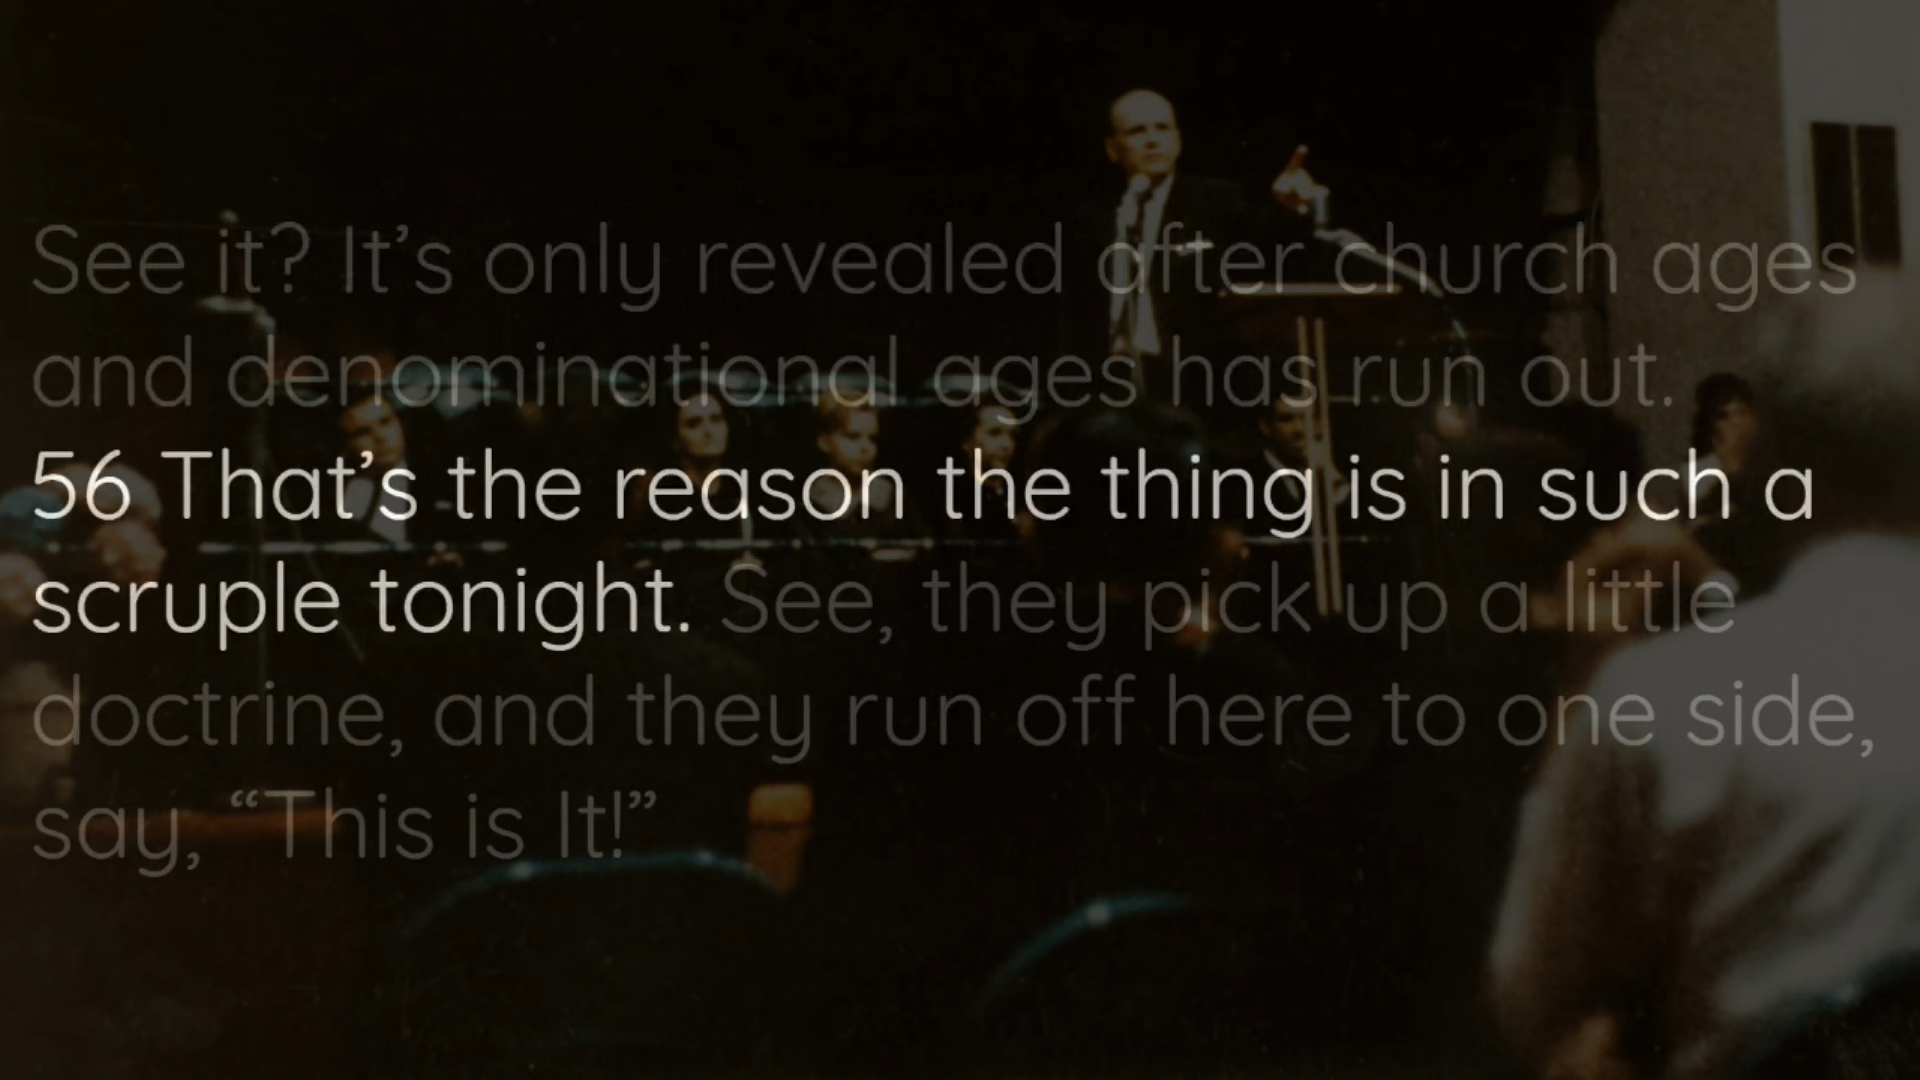 See it? It’s only revealed after church ages
and denominational ages has run out.
56 That’s the reason the thing is in such a
scruple tonight. See, they pick up a little
doctrine, and they run off here to one side,
say, “This is It!”